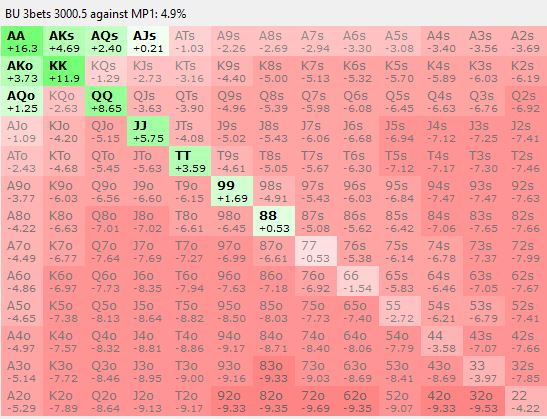 BU 3bets 3000.5 against MP1: 4.9%
AA AKs AQs AJs ATs A9s A8s A7s A6s A5s A4s A3s A2s
+16.3 +4.69 +2.40 +0.21 -1.03 -2.26 -2.69 -2.94 -3.30 -3.08 -3.40 -3.56 -3.69
AKo KK KQs KJs KTs K9s K8s K7s K6s K5s K4s K3s K2s
+3.73 +11.9 -1.29 -2.73 -3.16 -4.40 -5.00 -5.13 -5.32 -5.70 -5.89 -6.03 -6.19
AQo KQo QQ QJs QTs Q9s Q8s Q7s Q6s Q5s Q4s Q3s Q2s
+1.25 -2.63 +8.65 -3.63 -3.90 -4.96 -5.39 -5.98 -6.08 -6.45 -6.63 -6.76 -6.92
AJo KJo QJo JJ JTs J9s J8s J7s J6s J5s J4s J3s J2s
-1.09 -4.20 -5.15 +5.75 -4.08 -5.02 -5.43 -6.06 -6.68 -6.94 -7.12 -7.25 -7.41
ATo KTo QTo JTo TT T9s T8s T7s T6s T5s T4s T3s T2s
-2.43 -4.68 -5.45 -5.63 +3.59 -4.61 -5.05 -5.67 -6.30 -7.12 -7.17 -7.30 -7.46
A9o K9o Q9o J9o T9o 99 98s 97s 96s 95s 94s 93s 92s
-3.77 -6.03 -6.56 -6.60 -6.15 +1.69 -4.91 -5.43 -6.03 -6.84 -7.47 -7.47 -7.63
A8o K8o Q8o J8o T8o 98o 88 87s 86s 85s 84s 83s 82s
-4.22 -6.63 -7.01 -7.02 -6.61 -6.45 +0.53 -5.08 -5.62 -6.42 -7.05 -7.65 -7.66
A7o K7o Q7o J7o T7o 97o 87o 77 76s 75s 74s 73s 72s
-4.49 -6.77 -7.64 -7.69 -7.27 -6.99 -6.61 -0.53 -5.38 -6.14 -6.78 -7.37 -7.99
A6o K6o Q6o J6o T6o 96o 86o 76o 66 65s 64s 63s 62s
-4.86 -6.97 -7.73 -8.35 -7.94 -7.63 -7.18 -6.92 -1.54 -5.83 -6.46 -7.05 -7.67
A5o K5o Q5o J5o T5o 95o 85o 75o 65o 55 54s 53s 52s
-4.65 -7.38 -8.13 -8.64 -8.82 -8.50 -8.03 -7.73 -7.40 -2.72 -6.21 -6.79 -7.41
A4o K4o Q4o J4o T4o 94o 84o 74o 64o 54o 44 43s 42s
-4.97 -7.57 -8.32 -8.81 -8.86 -9.17 -8.71 -8.40 -8.06 -7.79 -3.58 -7.07 -7.66
A3o K3o Q3o J3o T3o 93o 83o 73o 63o 53o 43o 33 32s
-5.14 -7.72 -8.48 -8.95 -9.00 -9.16 -9.33 -9.03 -8.69 -8.41 -8.69 -3.97 -7.85
A2o K2o Q2o J2o T2o 92o 82o 72o 62o 52o 42o 32o 22
-5.29 -7.89 -8.64 -9.13 -9.17 -9.33 -9.35 -9.69 -9.35 -9.07 -9.33 -9.53 -4.22